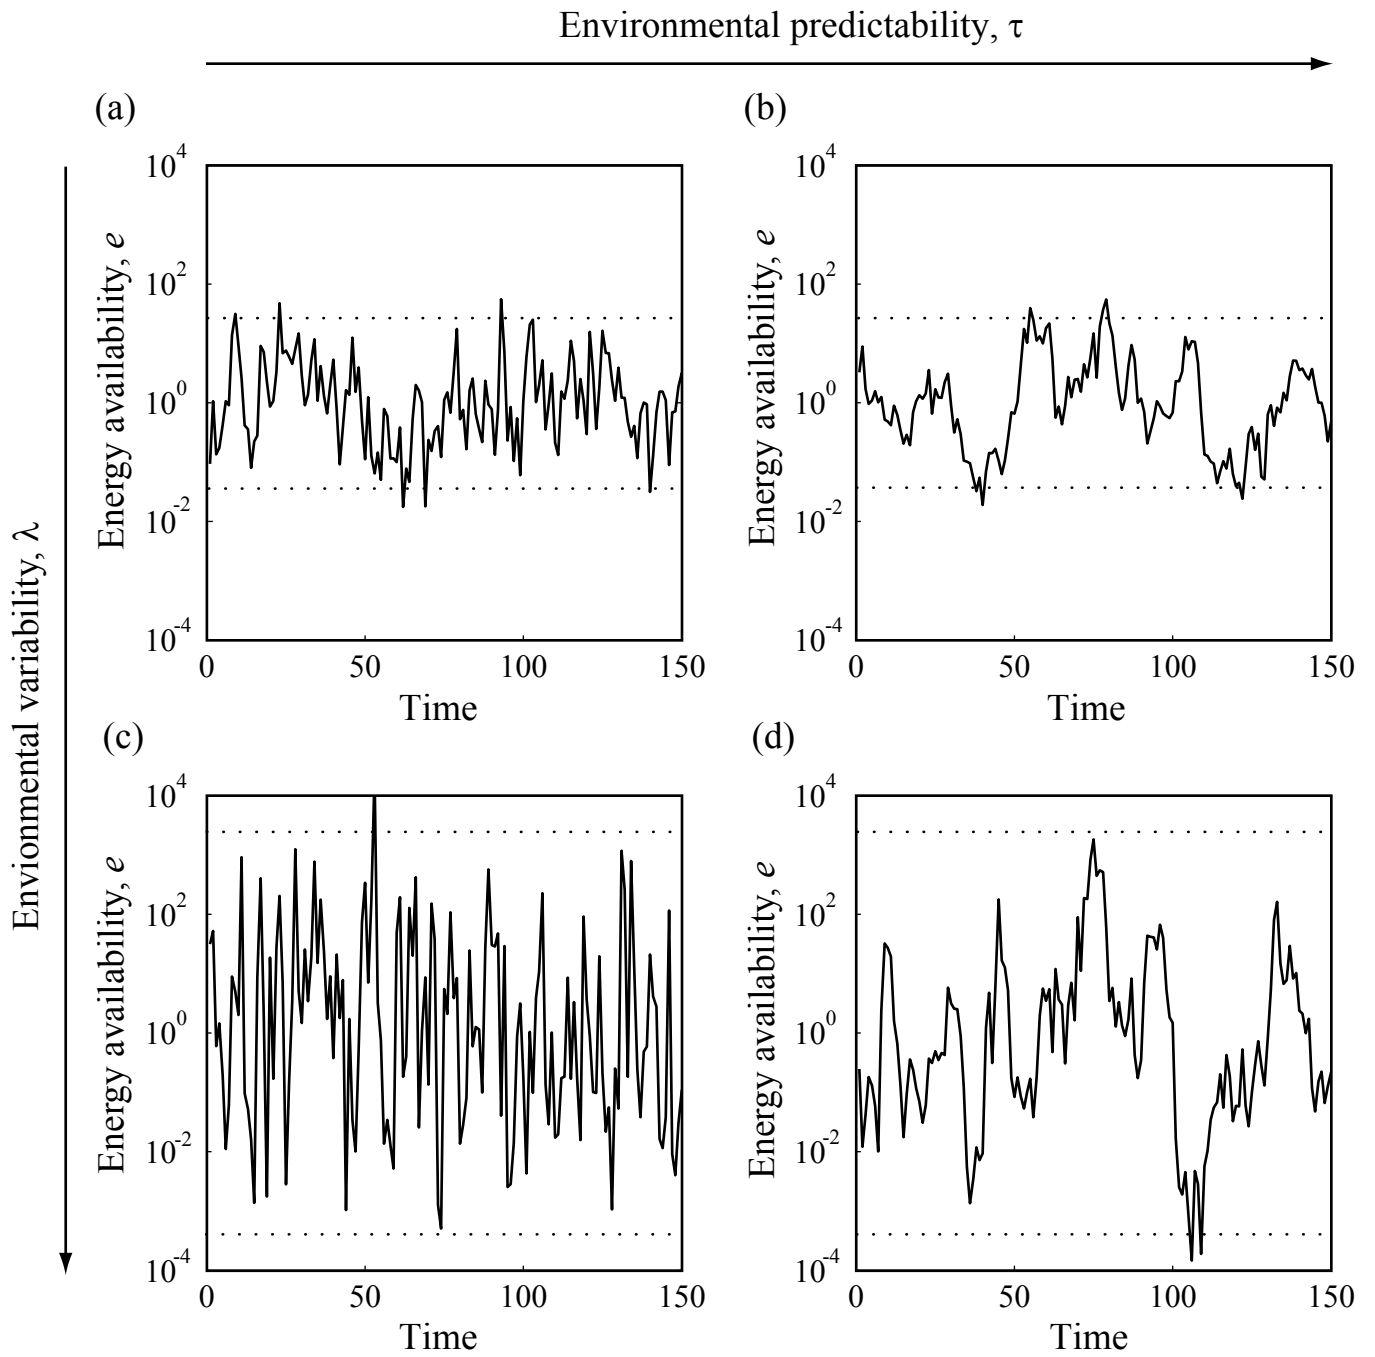 Environmental predictability, τ
Envionmental variability, λ
(a)
10^4
10^2
10^0
10^-2
10^-4
Energy availability, e
0 50 100 150
Time
(b)
10^4
10^2
10^0
10^-2
10^-4
Energy availability, e
0 50 100 150
Time
(c)
10^4
10^2
10^0
10^-2
10^-4
Energy availability, e
0 50 100 150
Time
(d)
10^4
10^2
10^0
10^-2
10^-4
Energy availability, e
0 50 100 150
Time